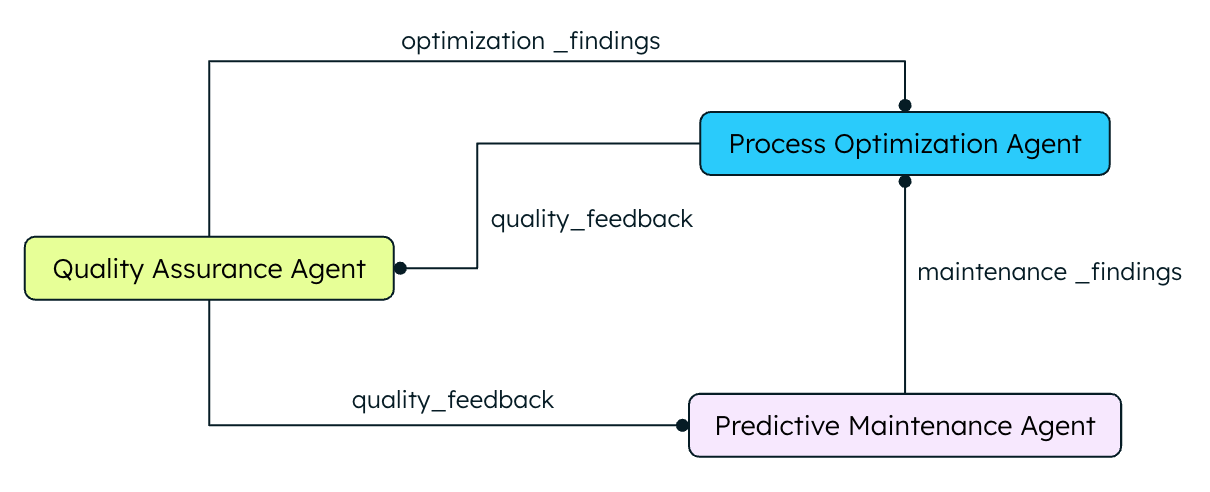 optimization _findings
Process Optimization Agent
quality_feedback
Quality Assurance Agent
maintenance _findings
quality_feedback
Predictive Maintenance Agent